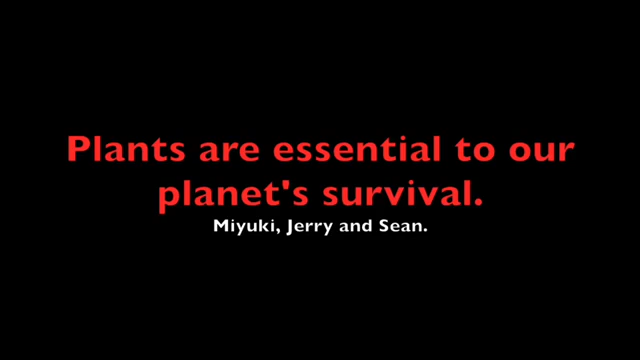 Plants are essential to our
planet's survival.
Miyuki, Jerry and Sean.